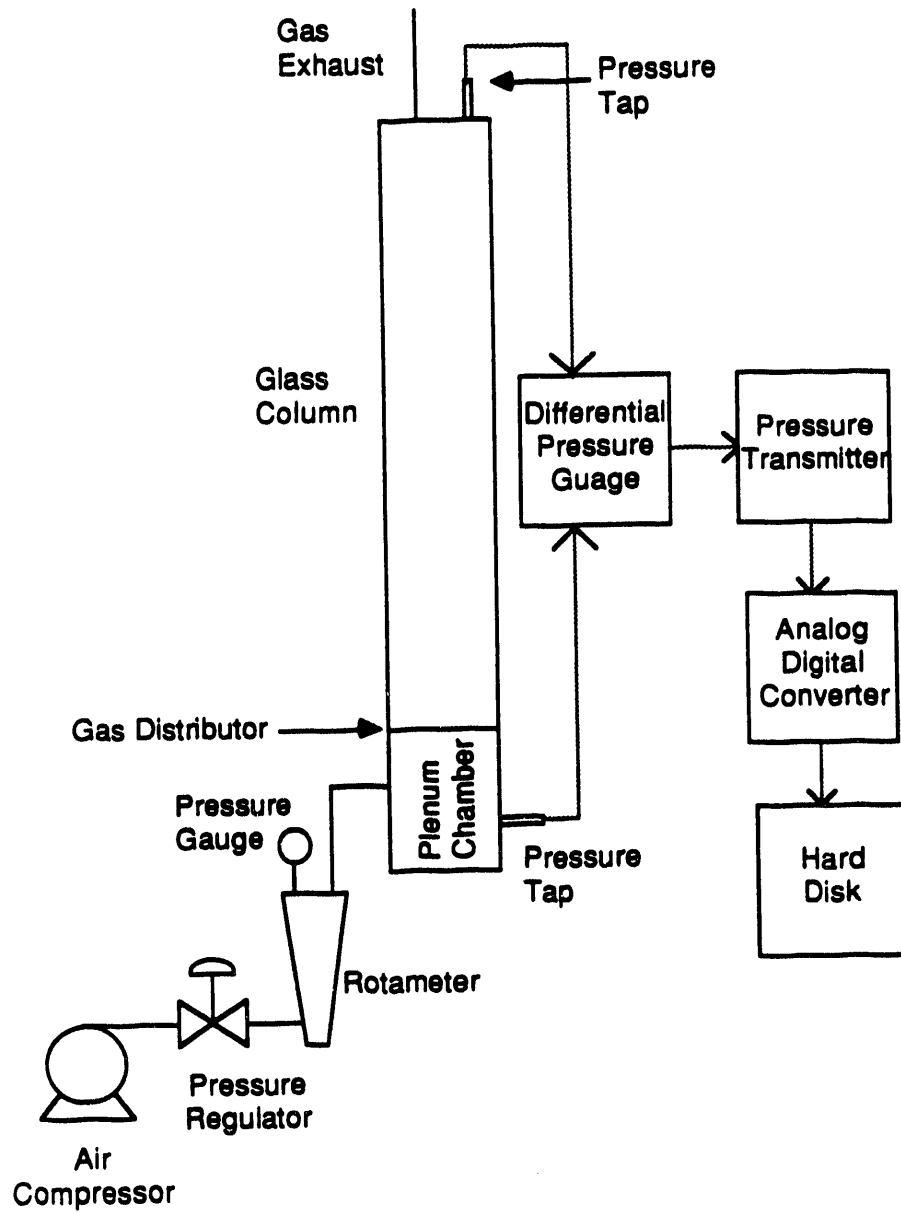 Gas
Exhaust
Pressure
Tap
Glass
Column
Differential
Pressure
Guage
Pressure
Transmitter
Analog
Digital
Converter
Gas Distributor
Plenum
Chamber
Pressure
Gauge
Pressure
Tap
Hard
Disk
Rotameter
Pressure
Regulator
Air
Compressor